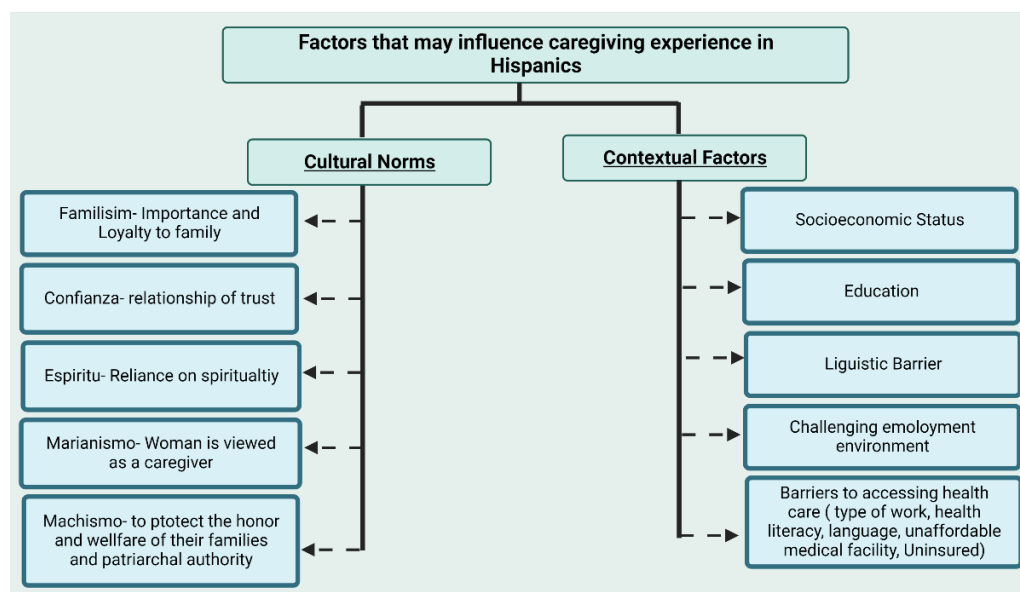 Factors that may influence caregiving experience in
Hispanics
Cultural Norms
Familisim- Importance and
Loyalty to family
Confianza- relationship of trust
Espiritu- Reliance on spiritualtiy
Marianismo- Woman is viewed
as a caregiver
Machismo- to ptotect the honor
and wellfare of their families
and patriarchal authority
Contextual Factors
Socioeconomic Status
Education
Liguistic Barrier
Challenging emoloyment
environment
Barriers to accessing health
care ( type of work, health
literacy, language, unaffordable
medical facility, Uninsured)